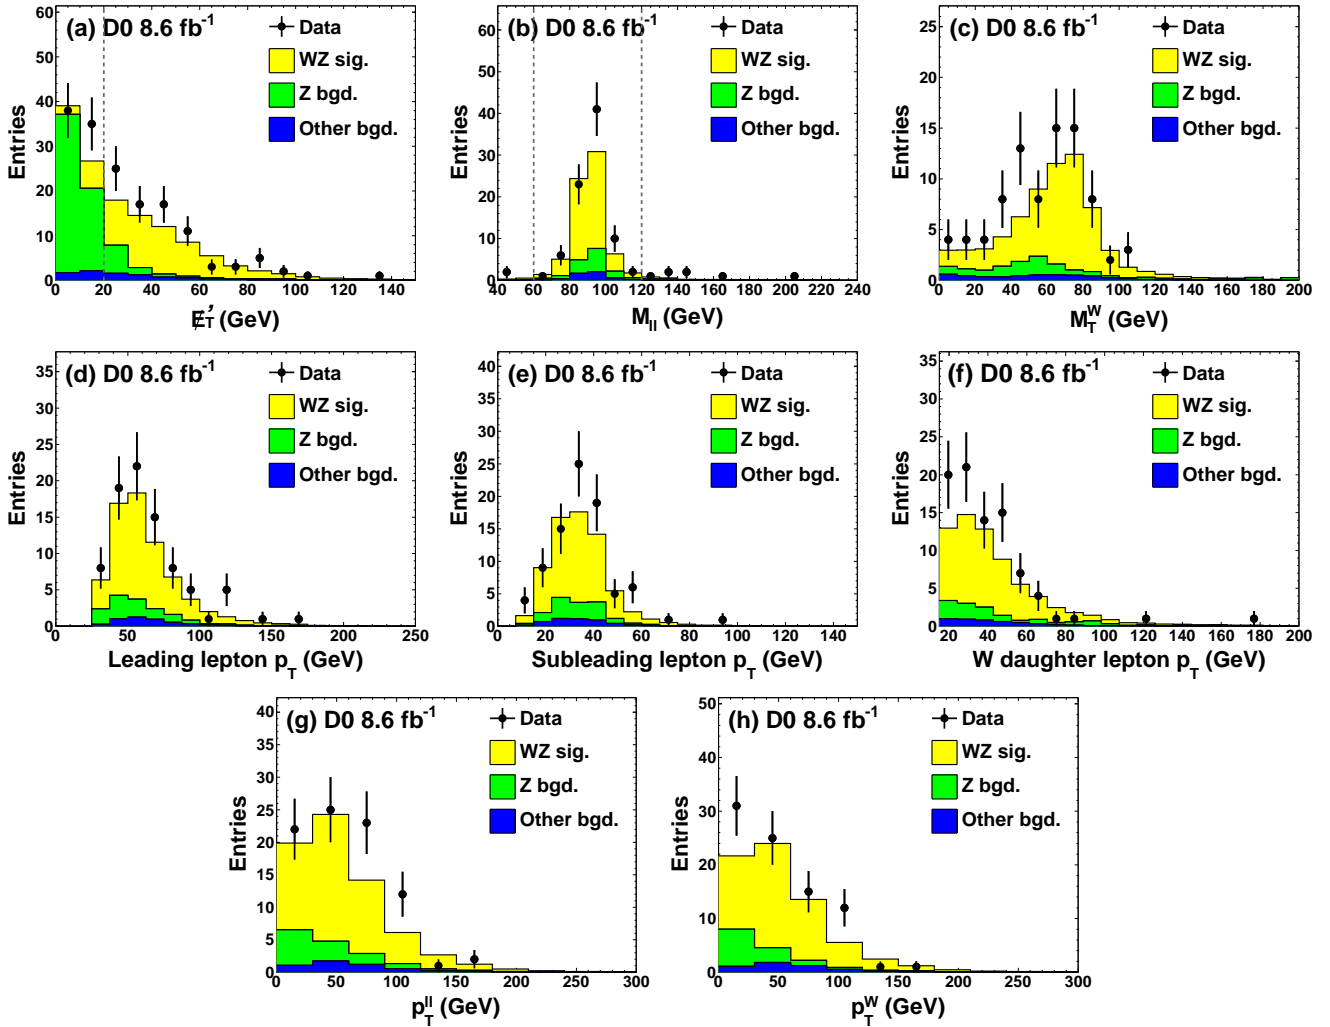 (a) D0 8.6 fb⁻¹
Data
WZ sig.
Z bgd.
Other bgd.
Entries
60
50
40
30
20
10
0
0 20 40 60 80 100 120 140
(GeV)
(b) D0 8.6 fb⁻¹
Data
WZ sig.
Z bgd.
Other bgd.
Entries
60
50
40
30
20
10
0
40 60 80 100 120 140 160 180 200 220 240
M_ll (GeV)
(c) D0 8.6 fb⁻¹
Data
WZ sig.
Z bgd.
Other bgd.
Entries
25
20
15
10
5
0
0 20 40 60 80 100 120 140 160 180 200
M_T^W (GeV)
(d) D0 8.6 fb⁻¹
Data
WZ sig.
Z bgd.
Other bgd.
Entries
35
30
25
20
15
10
5
0
0 50 100 150 200 250
Leading lepton p_T (GeV)
(e) D0 8.6 fb⁻¹
Data
WZ sig.
Z bgd.
Other bgd.
Entries
40
35
30
25
20
15
10
5
0
0 20 40 60 80 100 120 140
Subleading lepton p_T (GeV)
(f) D0 8.6 fb⁻¹
Data
WZ sig.
Z bgd.
Other bgd.
Entries
35
30
25
20
15
10
5
0
20 40 60 80 100 120 140 160 180 200
W daughter lepton p_T (GeV)
(g) D0 8.6 fb⁻¹
Data
WZ sig.
Z bgd.
Other bgd.
Entries
40
35
30
25
20
15
10
5
0
0 50 100 150 200 250 300
p_T^ll (GeV)
(h) D0 8.6 fb⁻¹
Data
WZ sig.
Z bgd.
Other bgd.
Entries
50
40
30
20
10
0
0 50 100 150 200 250 300
p_T^W (GeV)